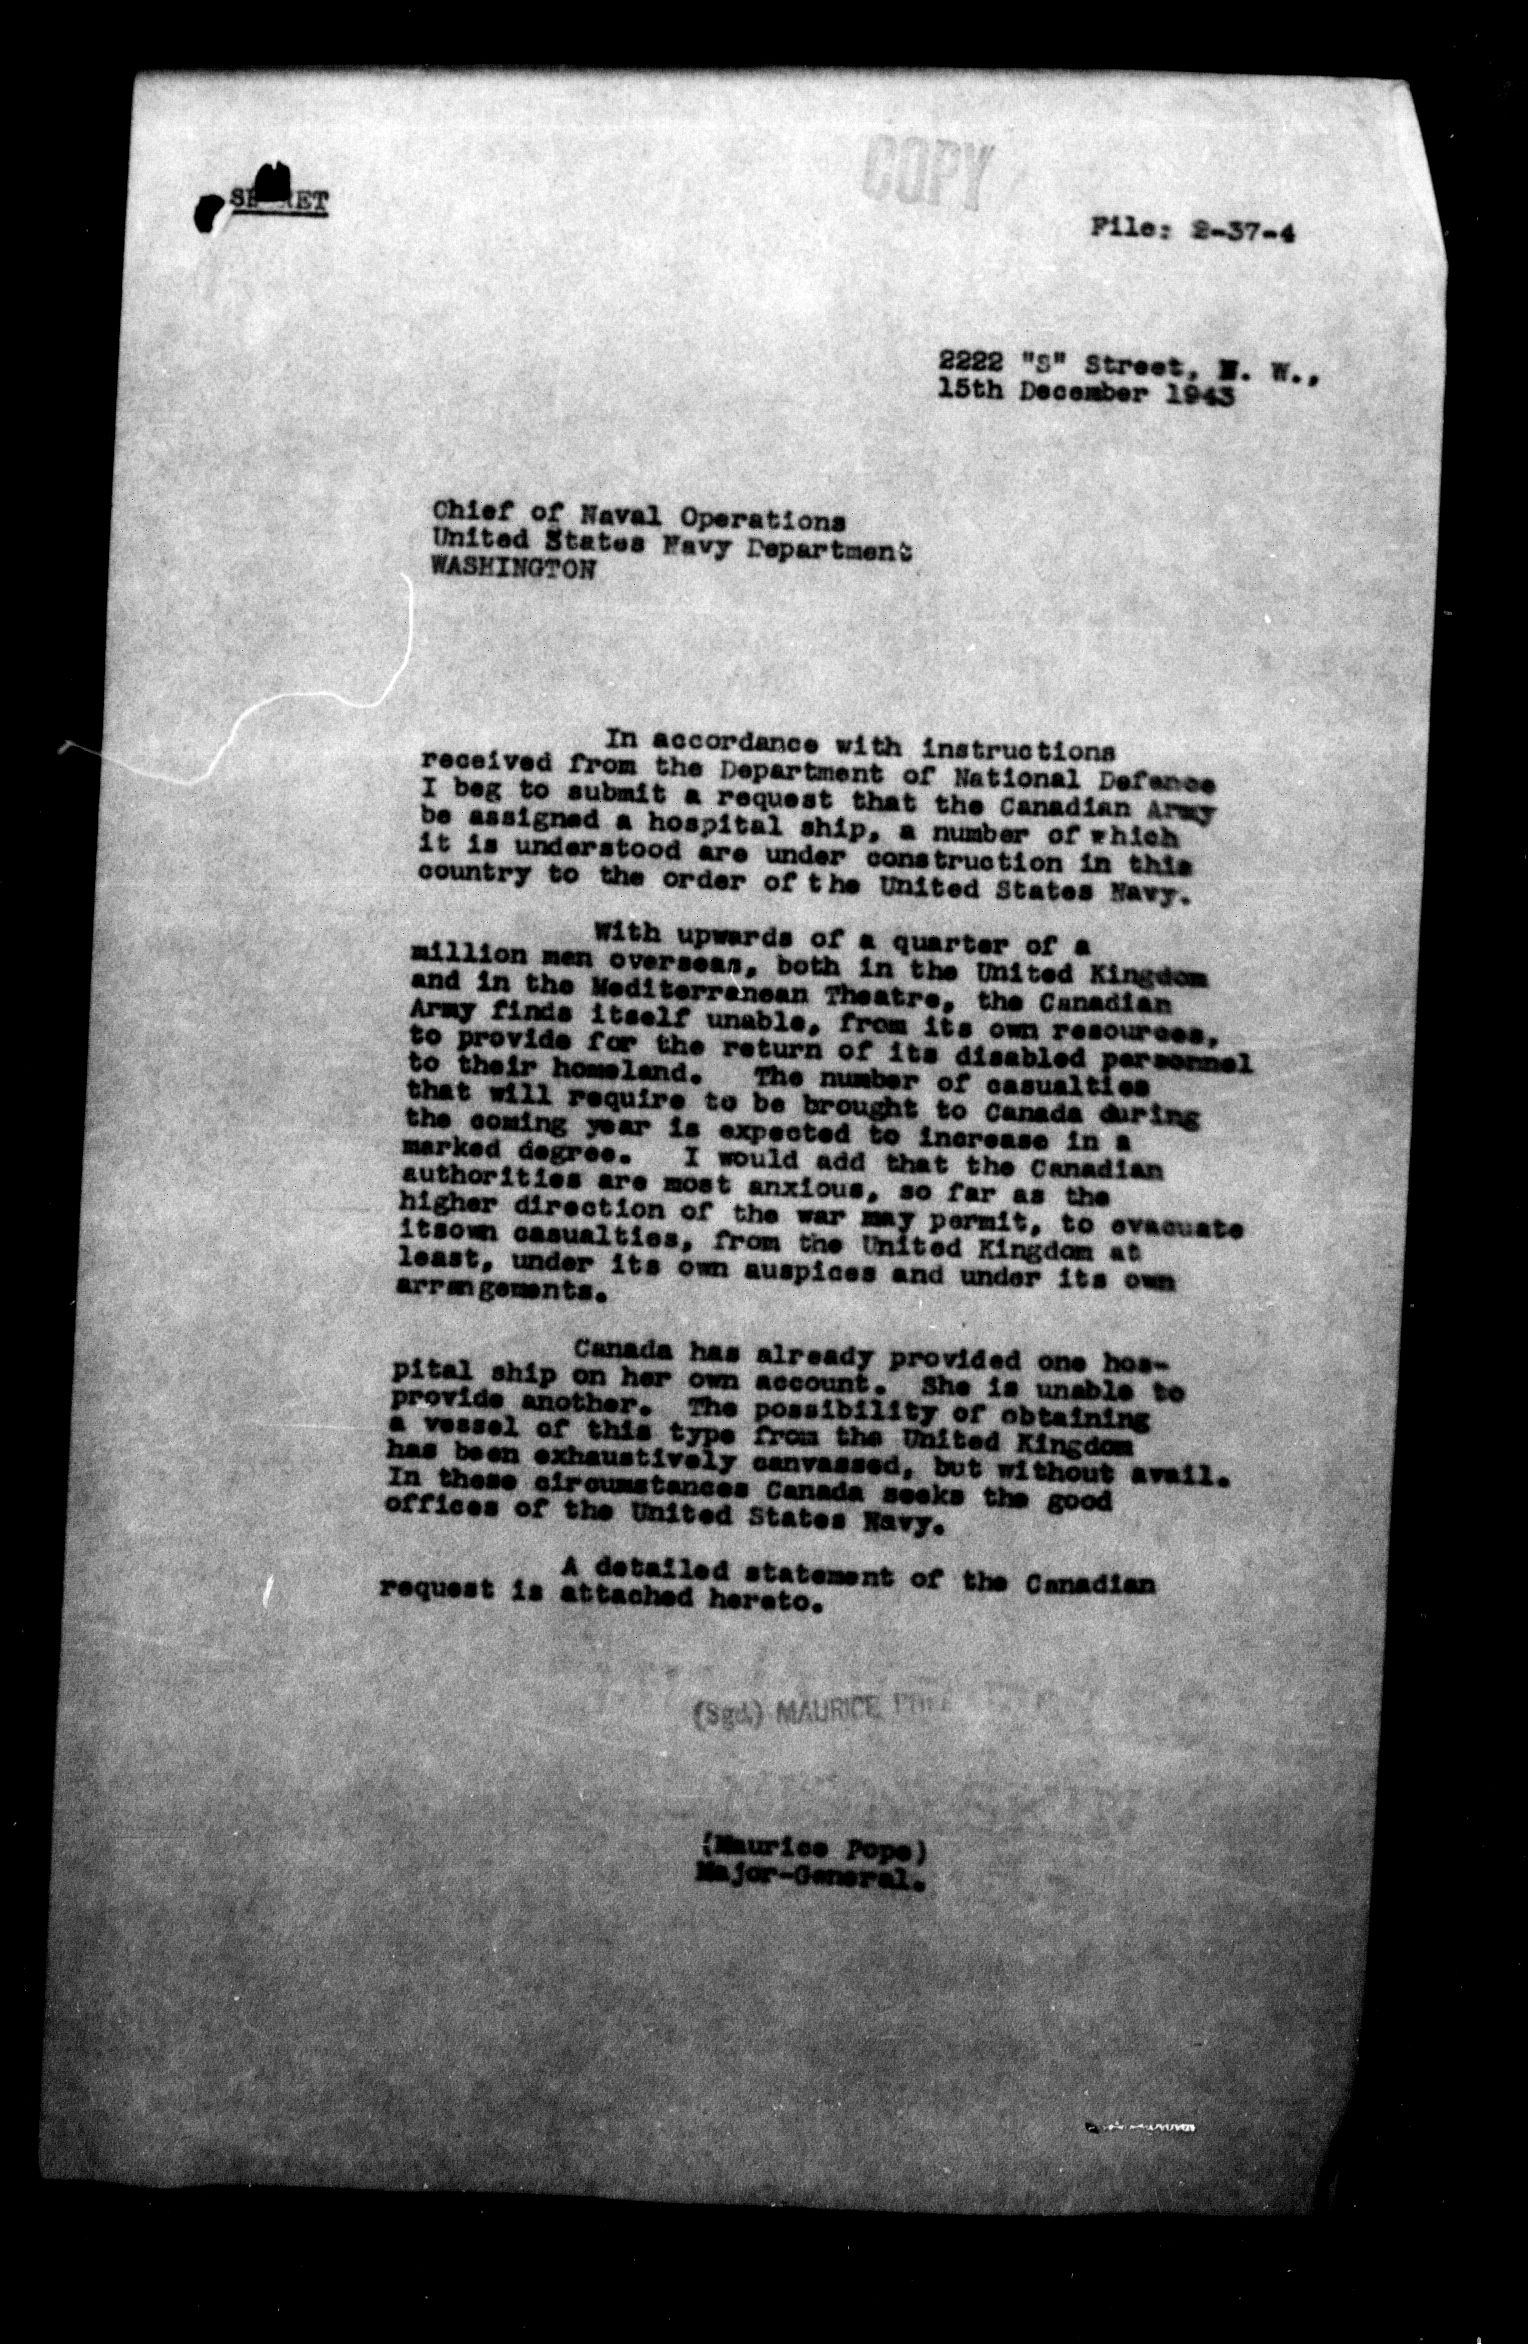 COPY
SECRET
File: 2-37-4
2222 "S" Street, N. W.,
15th December 1943
Chief of Naval Operations
United States Navy Department
WASHINGTON
In accordance with instructions
received from the Department of National Defence
I beg to submit a request that the Canadian Army
be assigned a hospital ship, a number of which
it is understood are under construction in this
country to the order of the United States Navy.
With upwards of a quarter of a
million men overseas, both in the United Kingdom
and in the Mediterranean Theatre, the Canadian
Army finds itself unable, from its own resources,
to provide for the return of its disabled personnel
to their homeland. The number of casualties
that will require to be brought to Canada during
the coming year is expected to increase in a
marked degree. I would add that the Canadian
authorities are most anxious, so far as the
higher direction of the war may permit, to evacuate
itsown casualties, from the United Kingdom at
least, under its own auspices and under its own
arrangements.
Canada has already provided one hos-
pital ship on her own account. She is unable to
provide another. The possibility of obtaining
a vessel of this type from the United Kingdom
has been exhaustively canvassed, but without avail.
In these circumstances Canada seeks the good
offices of the United States Navy.
A detailed statement of the Canadian
request is attached hereto.
(Sgd.) MAURICE POPE
(Maurice Pope)
Major-General.